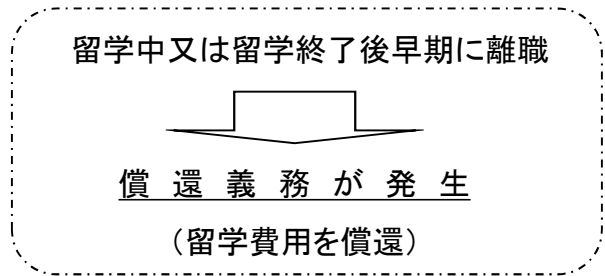 留学中又は留学終了後早期に離職
償還義務が発生
（留学費用を償還）